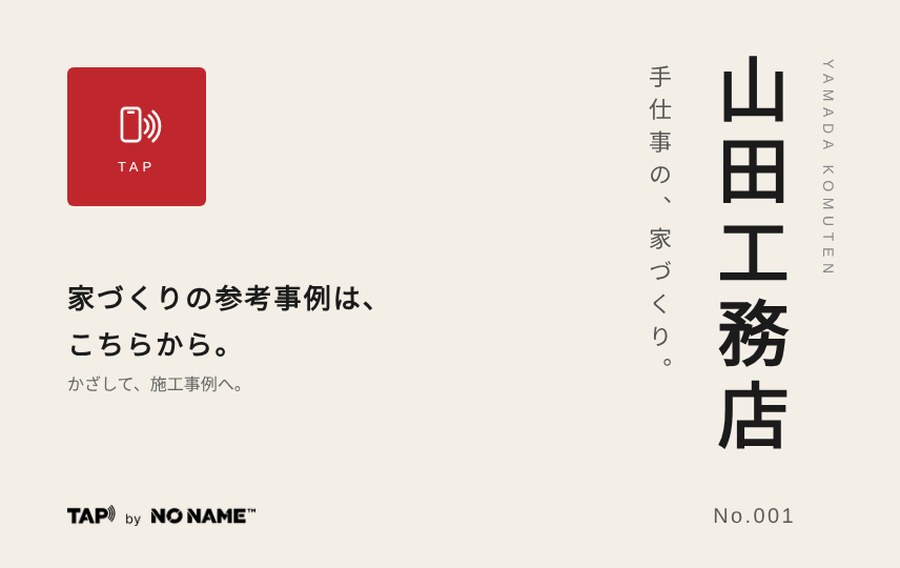 YAMADA KOMUTEN
山田工務店
手仕事の、家づくり。
TAP
家づくりの参考事例は、
こちらから。
かざして、施工事例へ。
TAP by NO NAME™
No.001